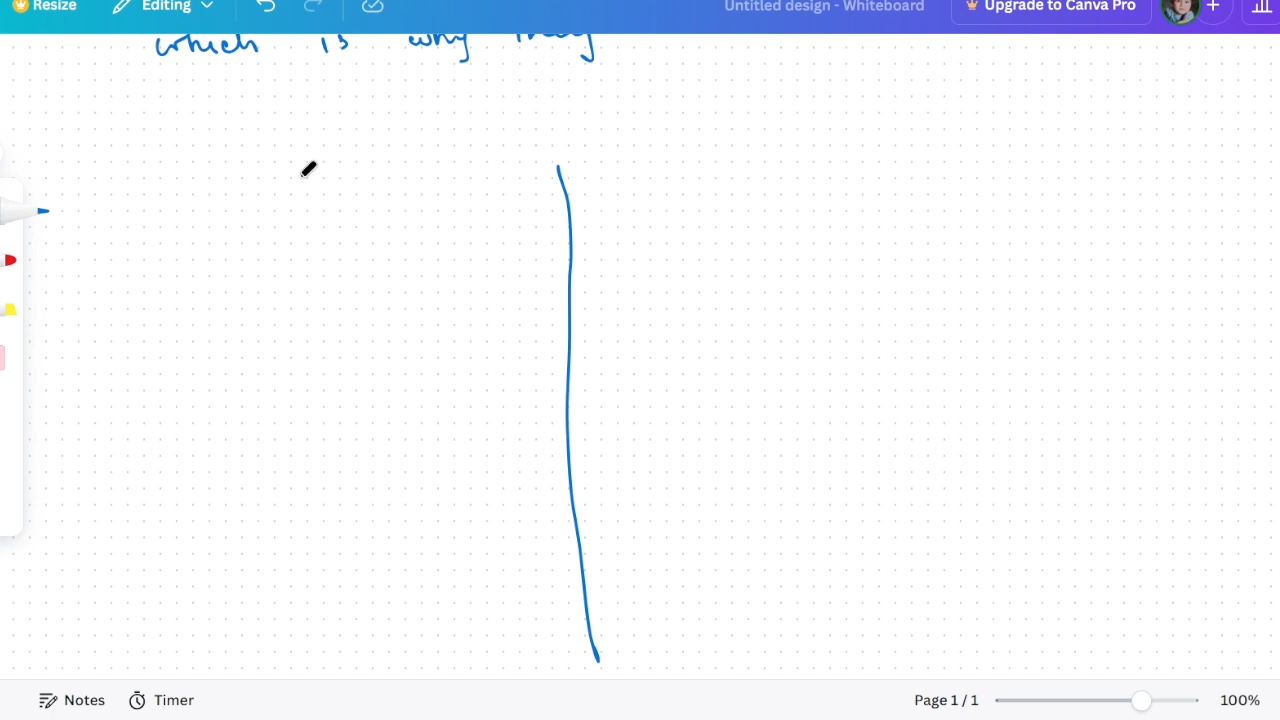 Resize Editing Untitled design - Whiteboard Upgrade to Canva Pro +
which is why they
Notes Timer Page 1 / 1 100%